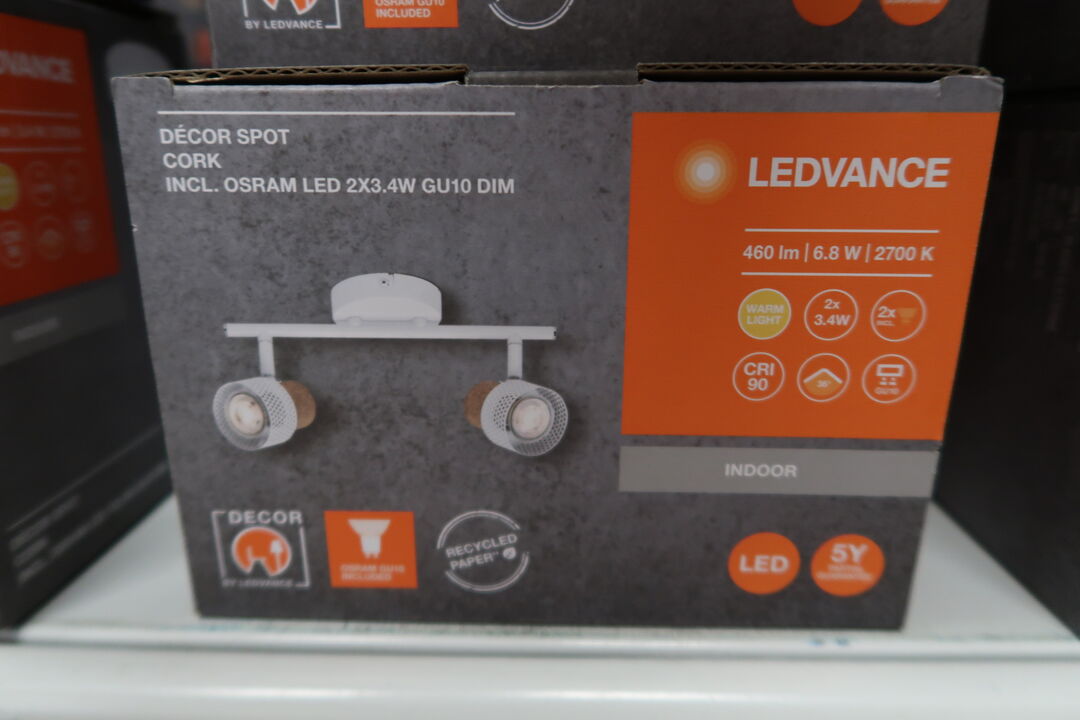 BY LEDVANCE
OSRAM GU10
INCLUDED
DVANCE
DÉCOR SPOT
CORK
INCL. OSRAM LED 2X3.4W GU10 DIM
LEDVANCE
460 lm | 6.8 W | 2700 K
WARM
LIGHT
2x
3.4W
2x
INCL.
CRI
90
36°
GU10
INDOOR
DECOR
BY LEDVANCE
OSRAM GU10
INCLUDED
RECYCLED
PAPER
LED
5Y
GUARANTEE